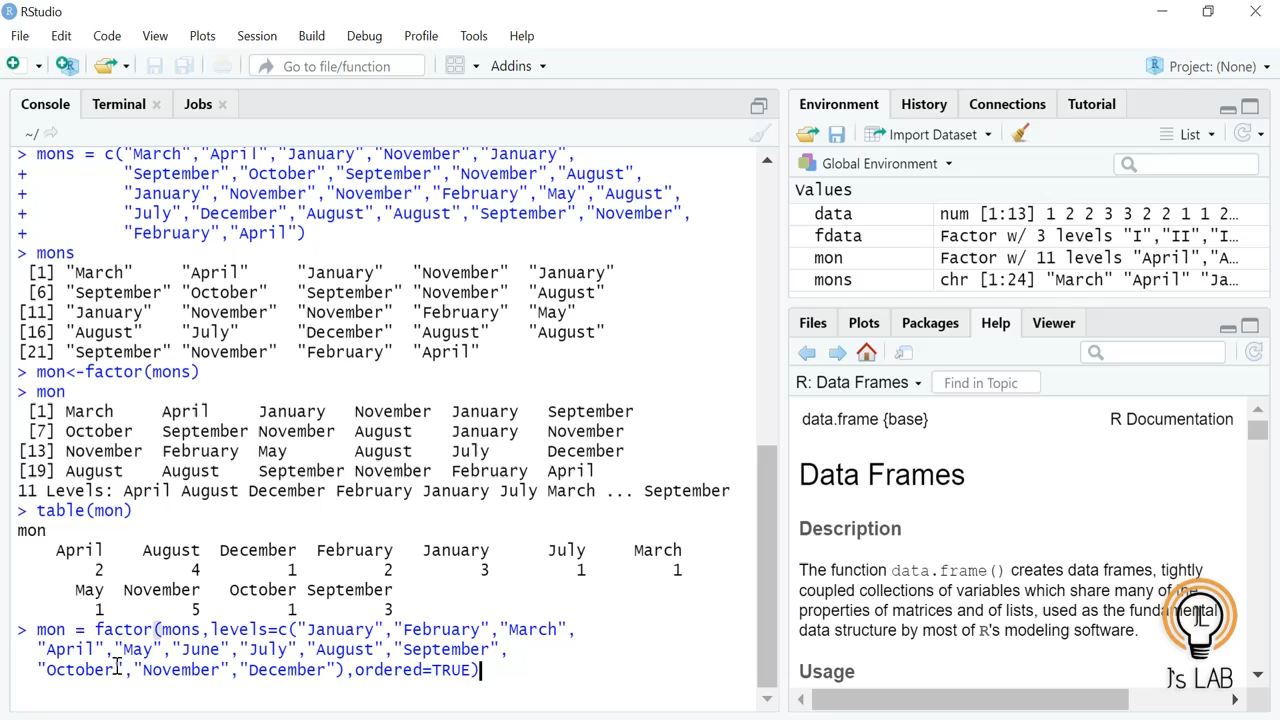 RStudio
File Edit Code View Plots Session Build Debug Profile Tools Help
Go to file/function Addins Project: (None)
Console Terminal Jobs
~/
> mons = c("March","April","January","November","January",
+ "September","October","September","November","August",
+ "January","November","November","February","May","August",
+ "July","December","August","August","September","November",
+ "February","April")
> mons
[1] "March" "April" "January" "November" "January"
[6] "September" "October" "September" "November" "August"
[11] "January" "November" "November" "February" "May"
[16] "August" "July" "December" "August" "August"
[21] "September" "November" "February" "April"
> mon<-factor(mons)
> mon
[1] March April January November January September
[7] October September November August January November
[13] November February May August July December
[19] August August September November February April
11 Levels: April August December February January July March ... September
> table(mon)
mon
April August December February January July March
2 4 1 2 3 1 1
May November October September
1 5 1 3
> mon = factor(mons,levels=c("January","February","March",
"April","May","June","July","August","September",
"October","November","December"),ordered=TRUE)
Environment History Connections Tutorial
Import Dataset List
Global Environment
Values
data num [1:13] 1 2 2 3 3 2 2 1 1 2…
fdata Factor w/ 3 levels "I","II","I…
mon Factor w/ 11 levels "April","A…
mons chr [1:24] "March" "April" "Ja…
Files Plots Packages Help Viewer
R: Data Frames Find in Topic
data.frame {base} R Documentation
Data Frames
Description
The function data.frame() creates data frames, tightly
coupled collections of variables which share many of the
properties of matrices and of lists, used as the fundamental
data structure by most of R's modeling software.
Usage
J's LAB